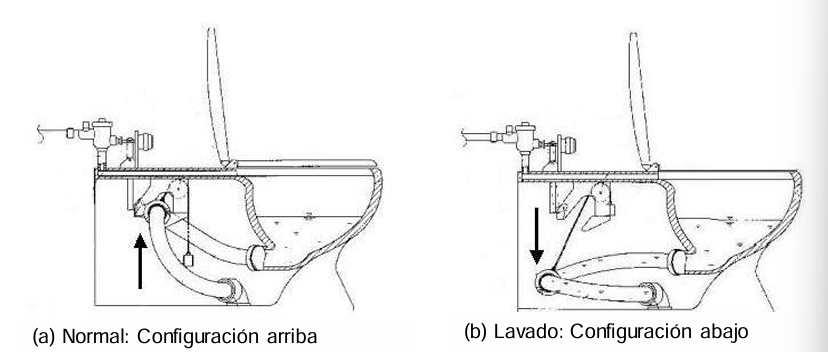 (a) Normal: Configuración arriba
(b) Lavado: Configuración abajo